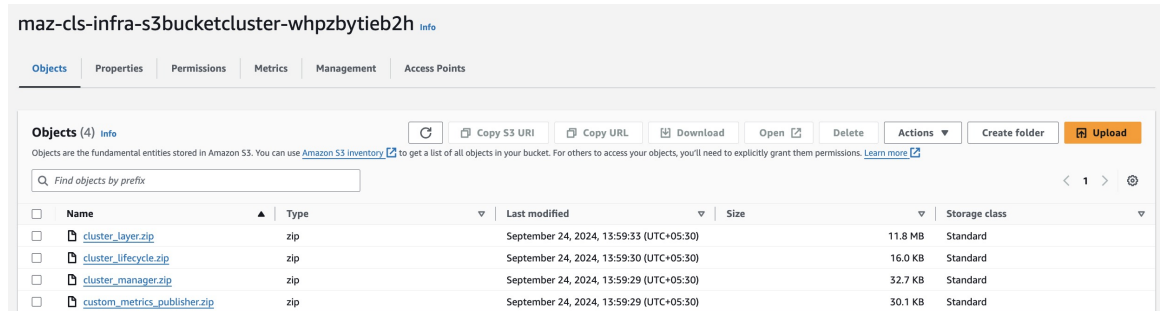 maz-cls-infra-s3bucketcluster-whpzbytieb2h Info
Objects Properties Permissions Metrics Management Access Points
Objects (4) Info Copy S3 URI Copy URL Download Open Delete Actions Create folder Upload
Objects are the fundamental entities stored in Amazon S3. You can use Amazon S3 inventory to get a list of all objects in your bucket. For others to access your objects, you'll need to explicitly grant them permissions. Learn more
Find objects by prefix 1
Name Type Last modified Size Storage class
cluster_layer.zip zip September 24, 2024, 13:59:33 (UTC+05:30) 11.8 MB Standard
cluster_lifecycle.zip zip September 24, 2024, 13:59:30 (UTC+05:30) 16.0 KB Standard
cluster_manager.zip zip September 24, 2024, 13:59:29 (UTC+05:30) 32.7 KB Standard
custom_metrics_publisher.zip zip September 24, 2024, 13:59:29 (UTC+05:30) 30.1 KB Standard